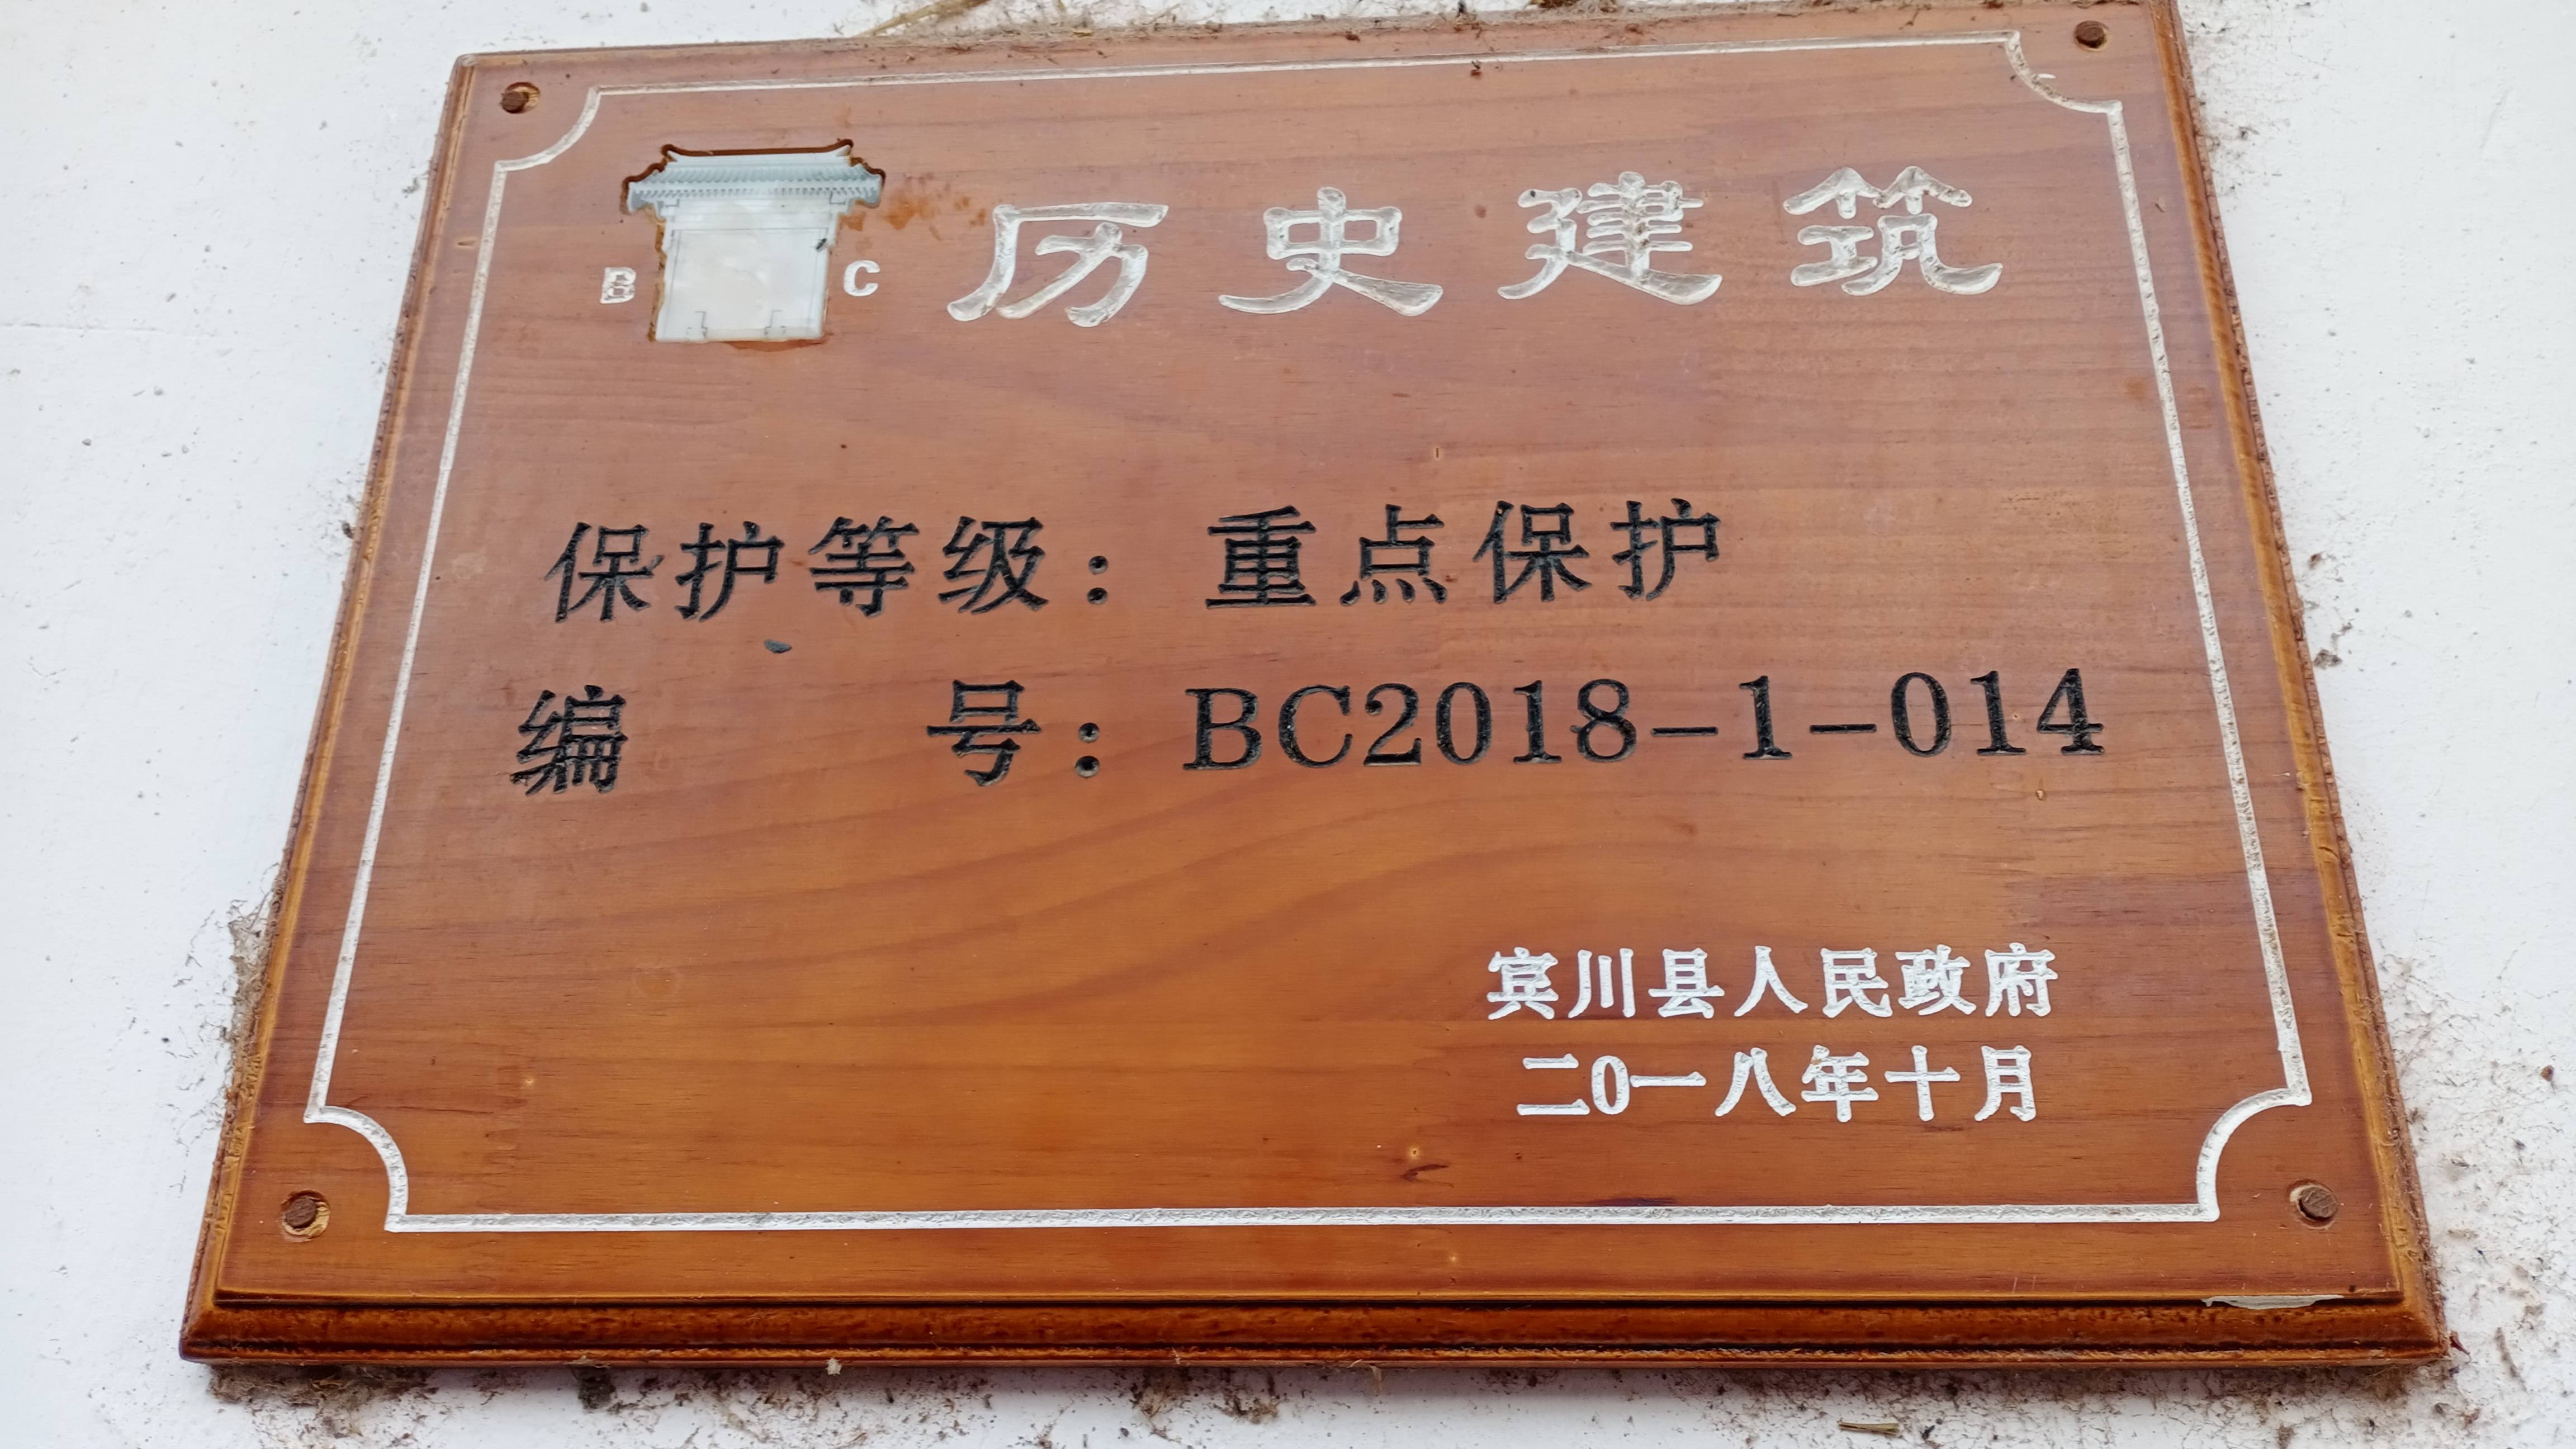 B C 历史建筑
保护等级：重点保护
编 号：BC2018-1-014
宾川县人民政府
二0一八年十月